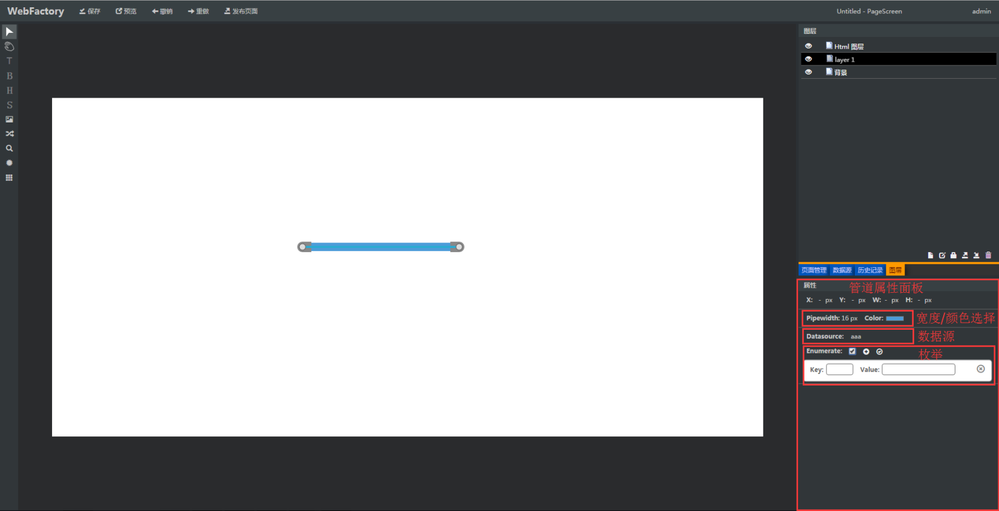 WebFactory 保存 预览 撤销 重做 发布页面 Untitled - PageScreen admin
图层
T
B
H
S
Html 图层
layer 1
背景
页面管理 数据源 历史记录 图层
属性 管道属性面板
X: - px Y: - px W: - px H: - px
Pipewidth: 16 px Color: 宽度/颜色选择
Datasource: aaa 数据源
Enumerate: 枚举
Key: Value: